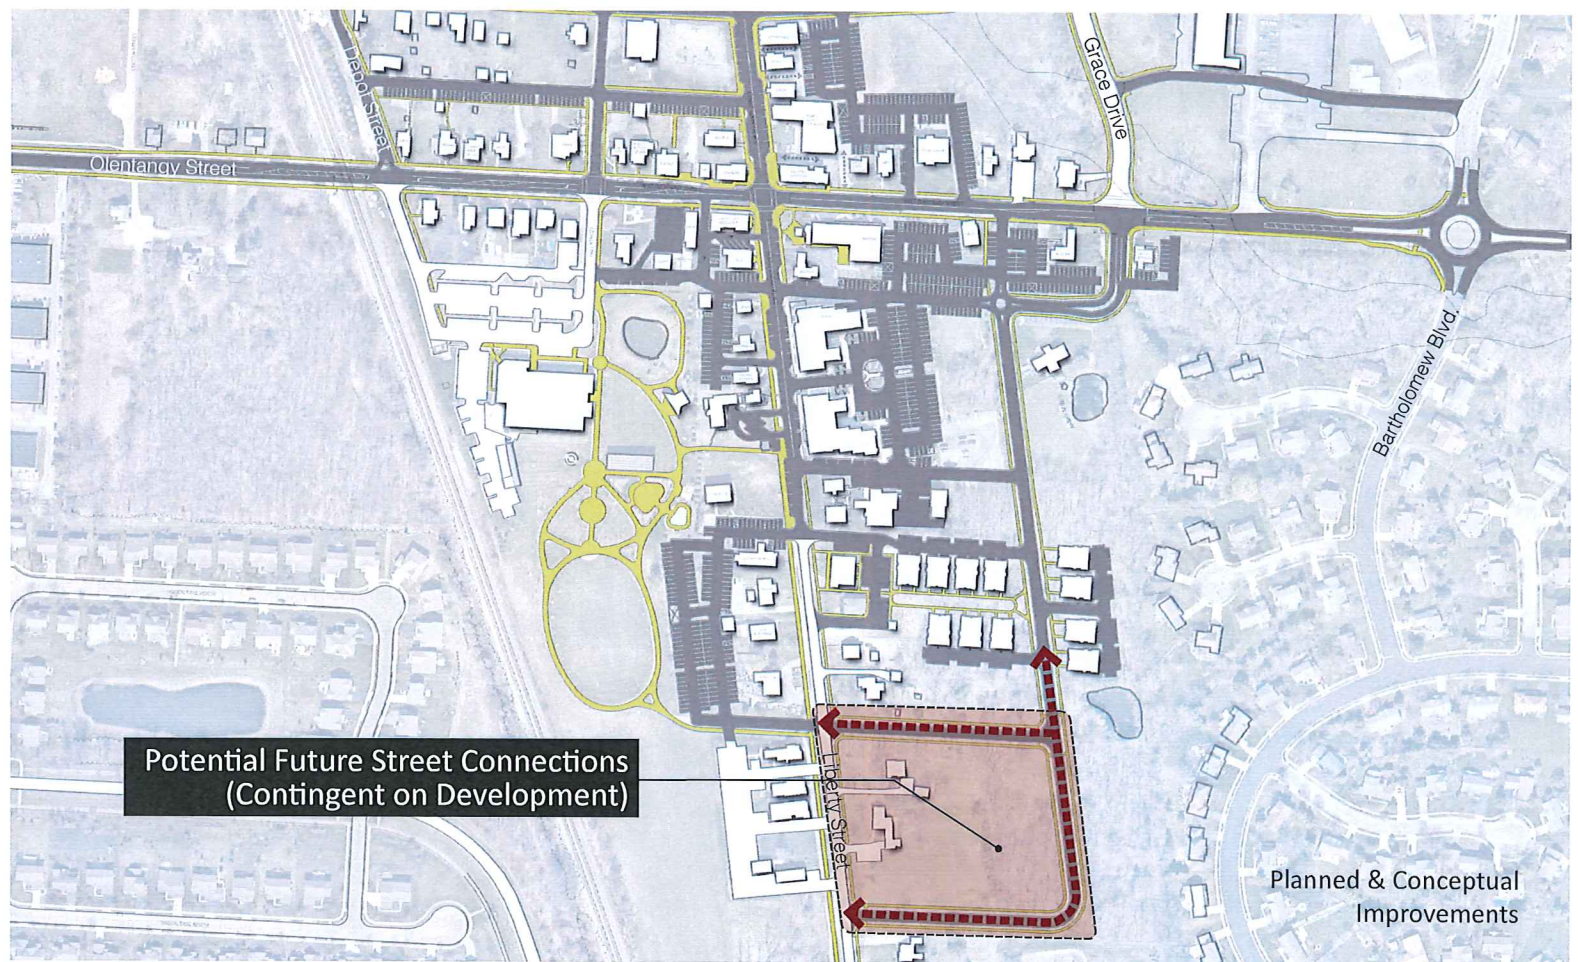 Depot Street
Grace Drive
Olentangy Street
Bartholomew Blvd.
Potential Future Street Connections
(Contingent on Development)
Liberty Street
Planned & Conceptual
Improvements